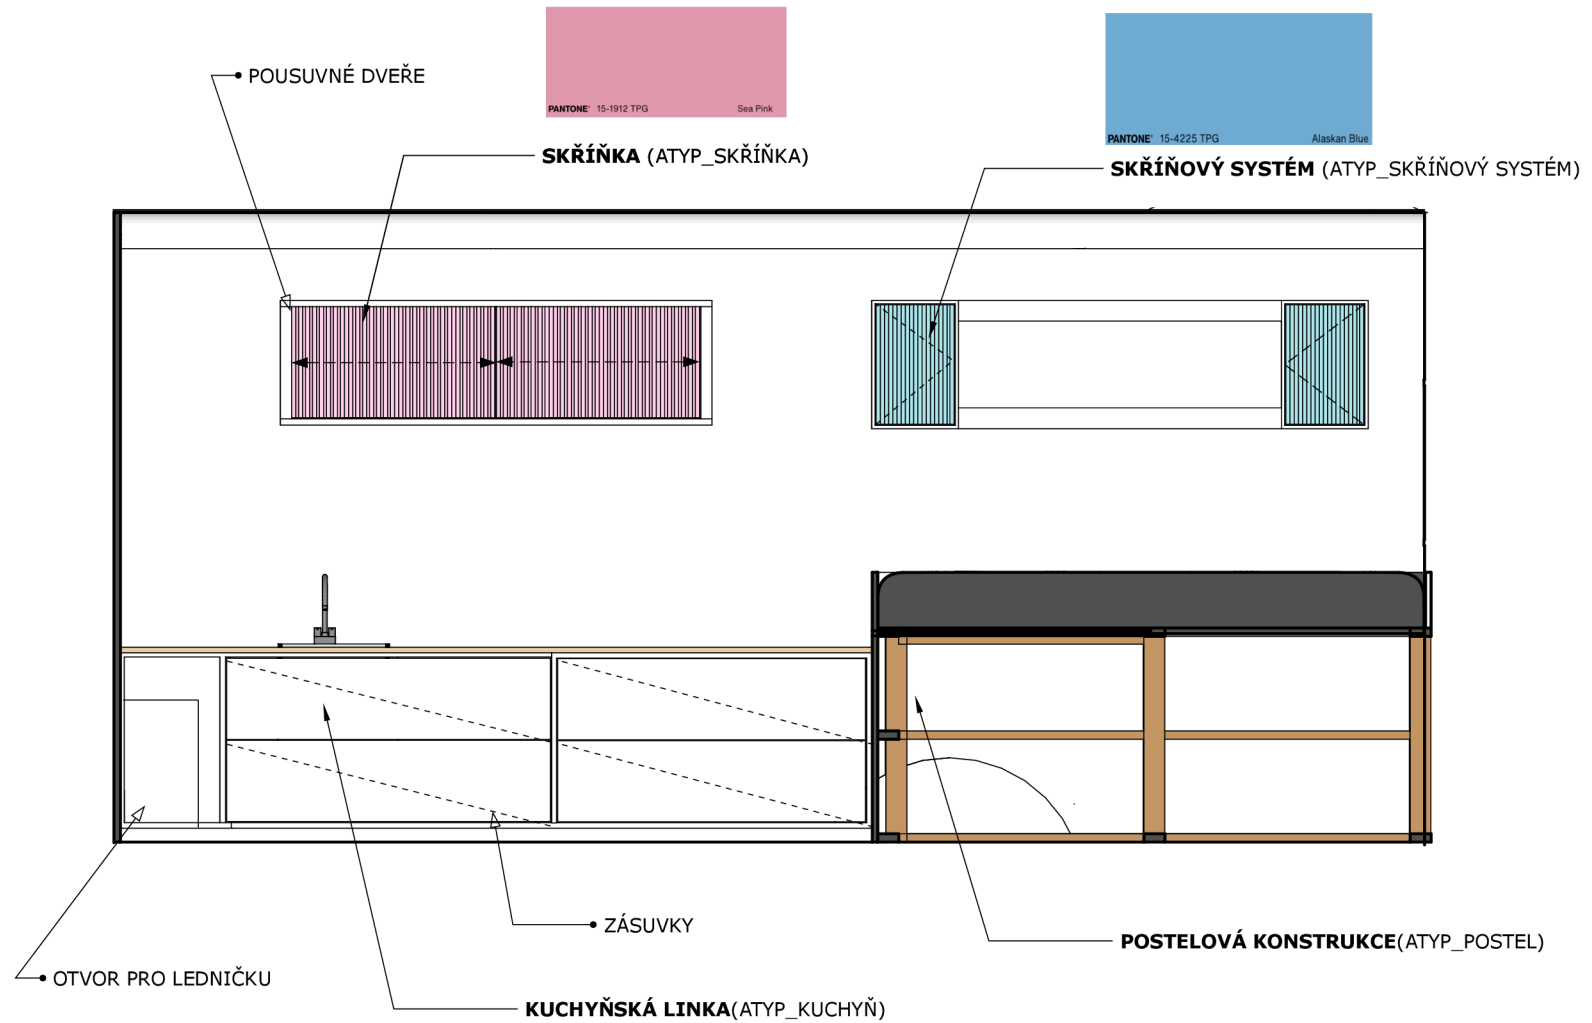 POUSUVNÉ DVEŘE
PANTONE® 15-1912 TPG Sea Pink
SKŘÍŇKA (ATYP_SKŘÍŇKA)
PANTONE® 15-4225 TPG Alaskan Blue
SKŘÍŇOVÝ SYSTÉM (ATYP_SKŘÍŇOVÝ SYSTÉM)
ZÁSUVKY
POSTELOVÁ KONSTRUKCE(ATYP_POSTEL)
OTVOR PRO LEDNIČKU
KUCHYŇSKÁ LINKA(ATYP_KUCHYŇ)